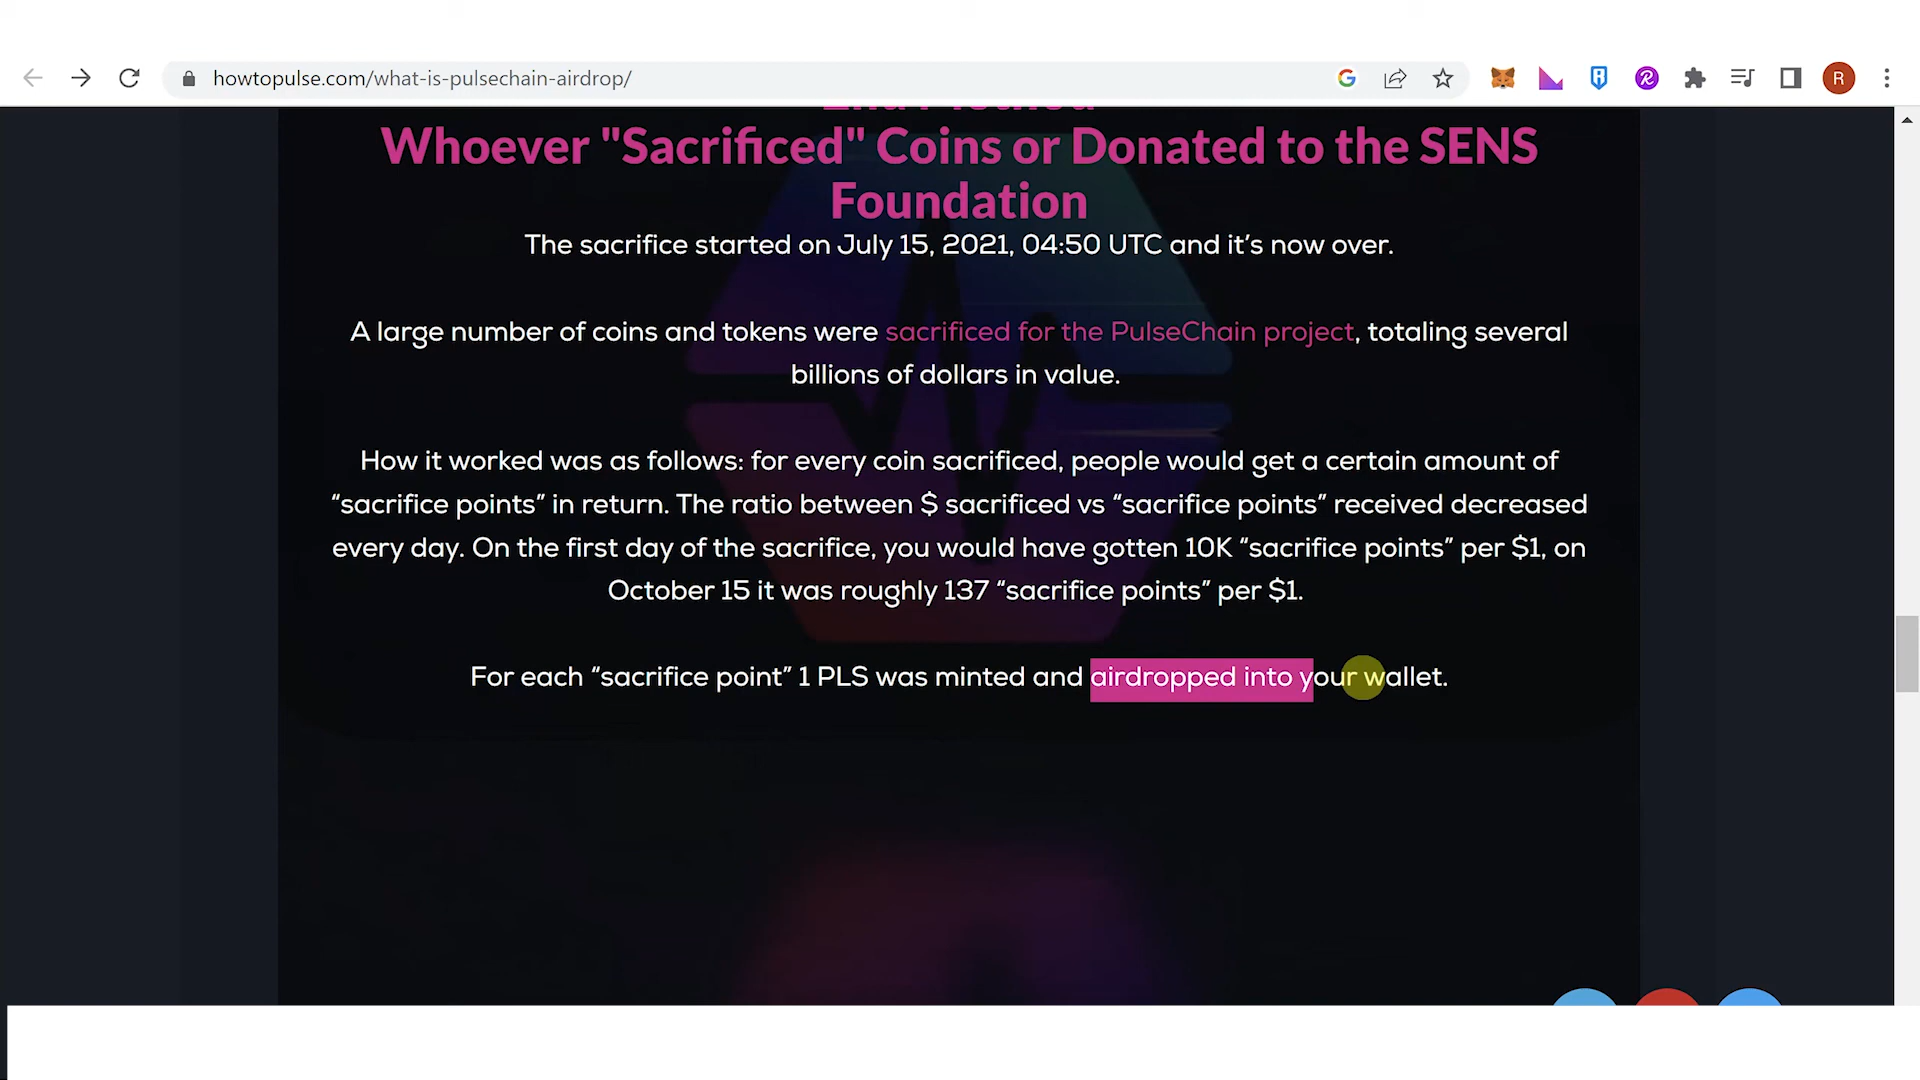 howtopulse.com/what-is-pulsechain-airdrop/
R
Whoever "Sacrificed" Coins or Donated to the SENS
Foundation
The sacrifice started on July 15, 2021, 04:50 UTC and it’s now over.
A large number of coins and tokens were sacrificed for the PulseChain project, totaling several
billions of dollars in value.
How it worked was as follows: for every coin sacrificed, people would get a certain amount of
“sacrifice points” in return. The ratio between $ sacrificed vs “sacrifice points” received decreased
every day. On the first day of the sacrifice, you would have gotten 10K “sacrifice points” per $1, on
October 15 it was roughly 137 “sacrifice points” per $1.
For each “sacrifice point” 1 PLS was minted and airdropped into your wallet.